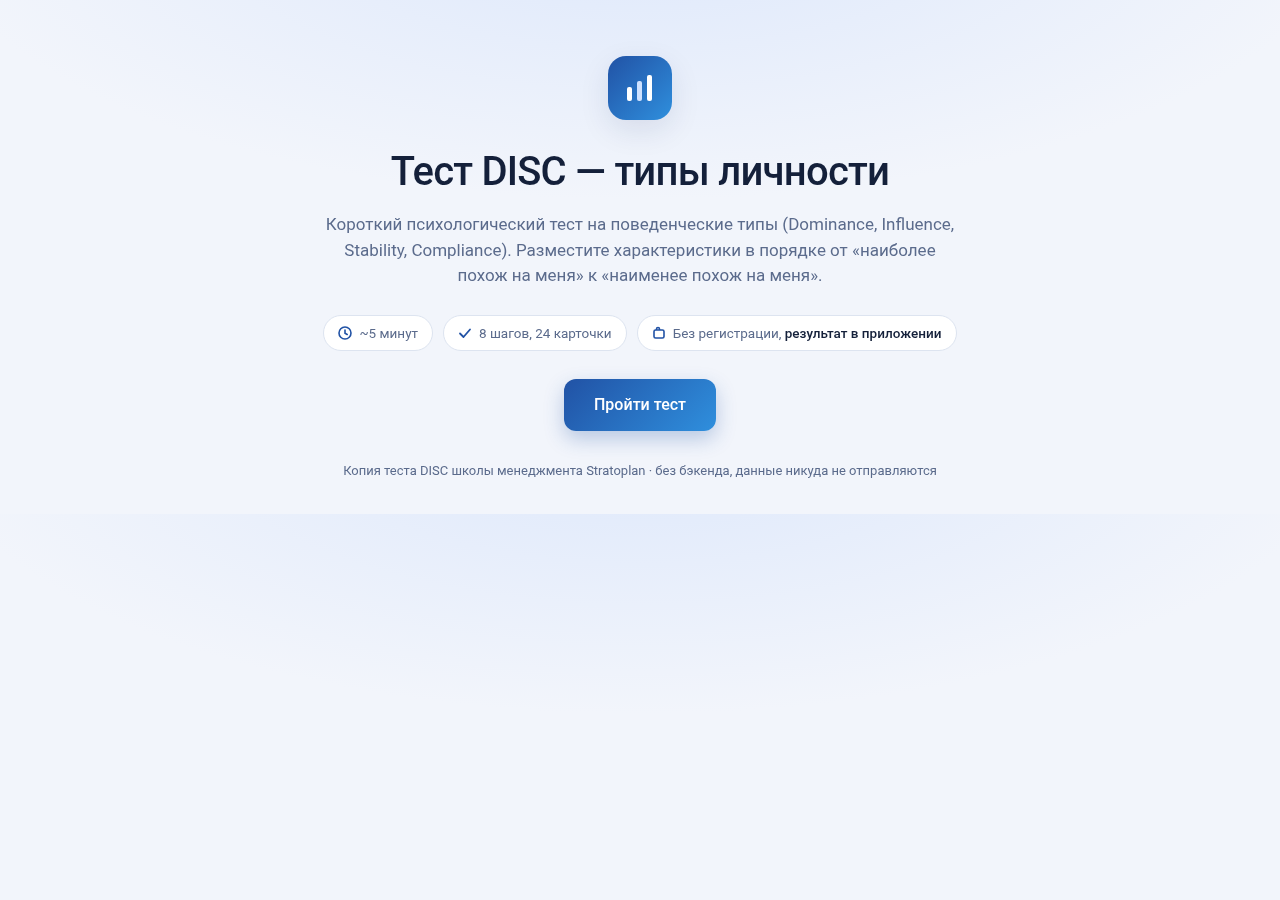 Тест DISC — типы личности
Короткий психологический тест на поведенческие типы (Dominance, Influence,
Stability, Compliance). Разместите характеристики в порядке от «наиболее
похож на меня» к «наименее похож на меня».
~5 минут
8 шагов, 24 карточки
Без регистрации, результат в приложении
Пройти тест
Копия теста DISC школы менеджмента Stratoplan · без бэкенда, данные никуда не отправляются